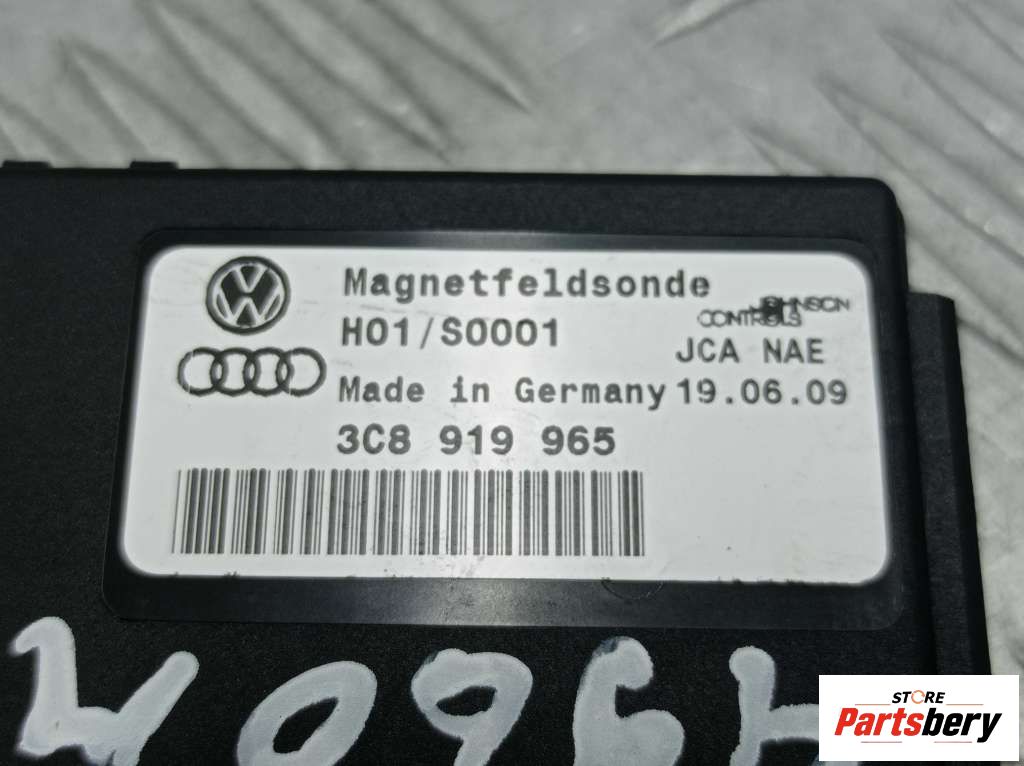 Magnetfeldsonde
H01/S0001
JOHNSON
CONTROLS
JCA NAE
Made in Germany 19.06.09
3C8 919 965
STORE
Partsbery